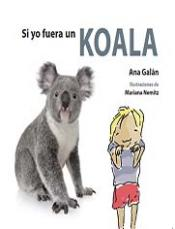 Si yo fuera un KOALA
Ana Galán
Ilustraciones de
Mariana Nemitz